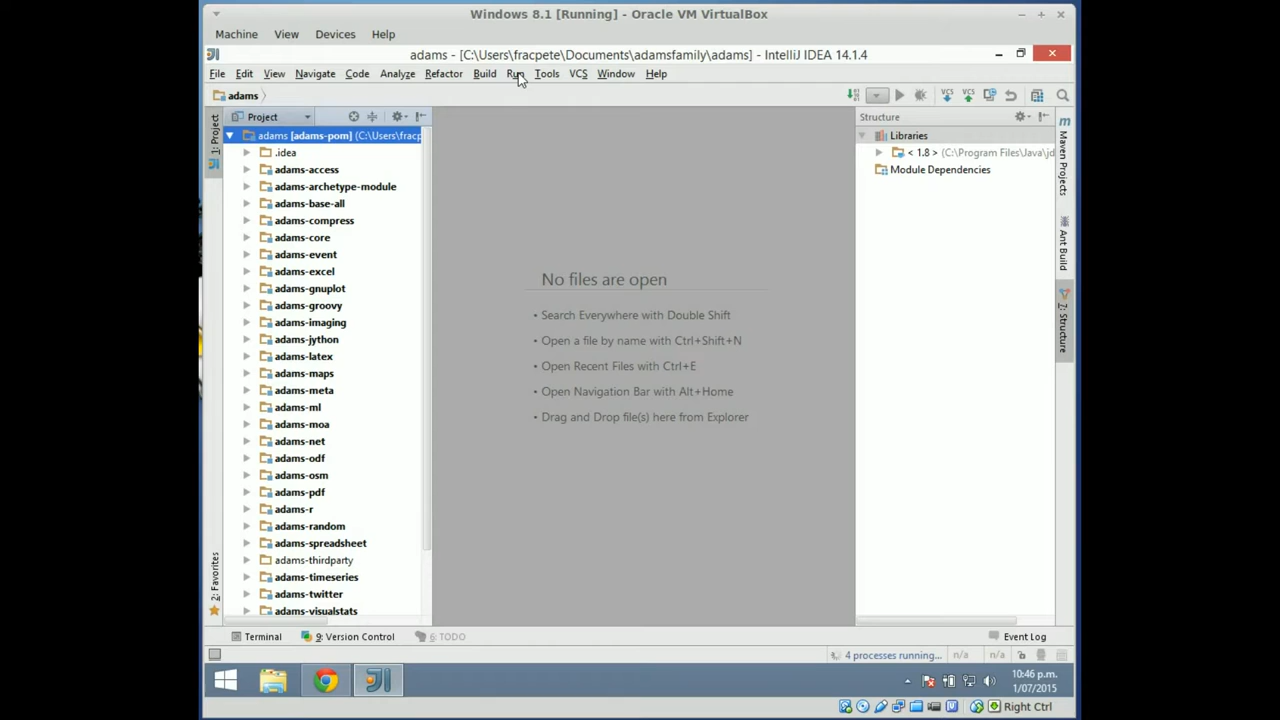 Windows 8.1 [Running] - Oracle VM VirtualBox
Machine View Devices Help
adams - [C:\Users\fracpete\Documents\adamsfamily\adams] - IntelliJ IDEA 14.1.4
File Edit View Navigate Code Analyze Refactor Build Run Tools VCS Window Help
adams
Project
Structure
1: Project
adams [adams-pom] (C:\Users\fracp
.idea
adams-access
adams-archetype-module
adams-base-all
adams-compress
adams-core
adams-event
adams-excel
adams-gnuplot
adams-groovy
adams-imaging
adams-jython
adams-latex
adams-maps
adams-meta
adams-ml
adams-moa
adams-net
adams-odf
adams-osm
adams-pdf
adams-r
adams-random
adams-spreadsheet
adams-thirdparty
adams-timeseries
adams-twitter
adams-visualstats
2: Favorites
No files are open
• Search Everywhere with Double Shift
• Open a file by name with Ctrl+Shift+N
• Open Recent Files with Ctrl+E
• Open Navigation Bar with Alt+Home
• Drag and Drop file(s) here from Explorer
Libraries
< 1.8 > (C:\Program Files\Java\jd
Module Dependencies
Maven Projects
Ant Build
7: Structure
Terminal 9: Version Control 6: TODO Event Log
4 processes running... n/a n/a
10:46 p.m.
1/07/2015
Right Ctrl